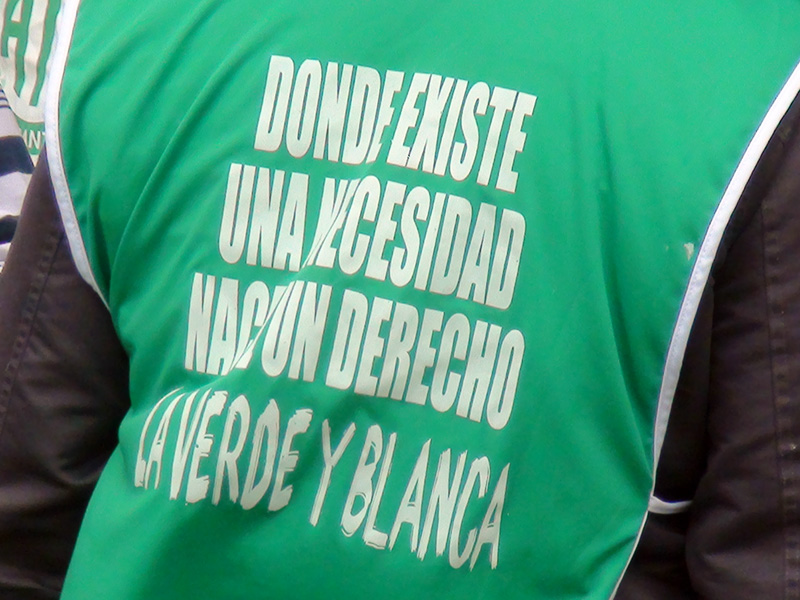 DONDE EXISTE
UNA NECESIDAD
NACE UN DERECHO
LA VERDE Y BLANCA